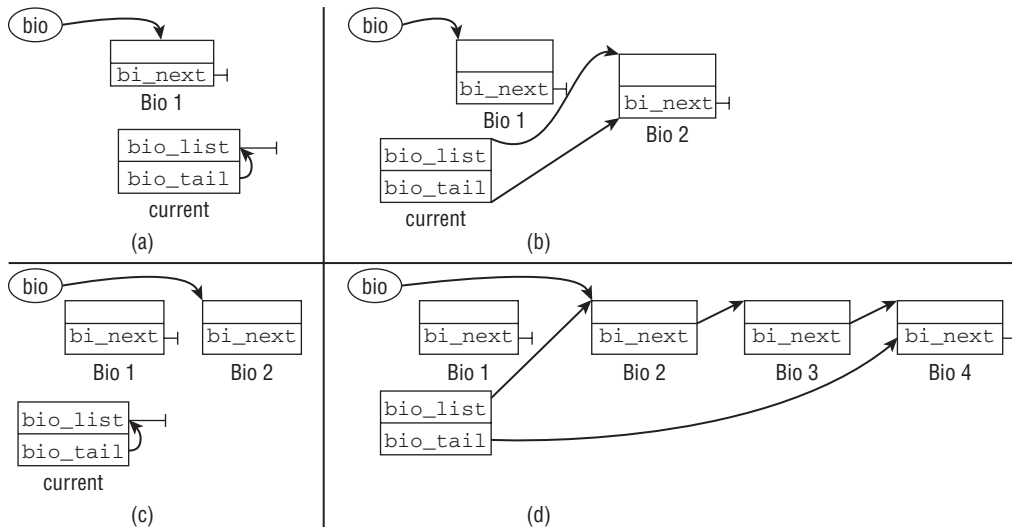 bio
bi_next
Bio 1
bio_list
bio_tail
current
(a)
bio
bi_next
Bio 1
bi_next
Bio 2
bio_list
bio_tail
current
(b)
bio
bi_next
Bio 1
bi_next
Bio 2
bio_list
bio_tail
current
(c)
bio
bi_next
Bio 1
bi_next
Bio 2
bi_next
Bio 3
bi_next
Bio 4
bio_list
bio_tail
(d)